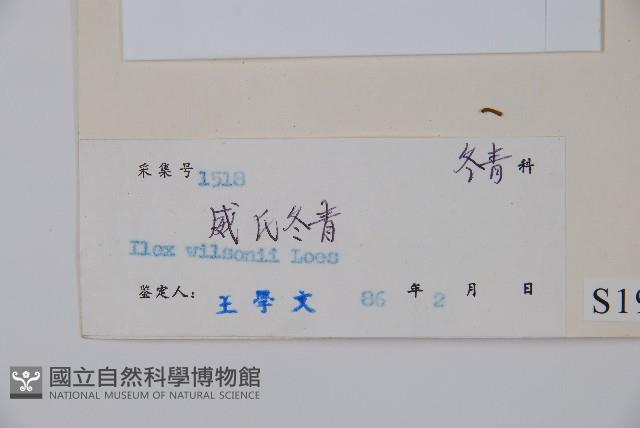 采集号 1518 冬青 科
威氏冬青
Ilex wilsonii Loes
鉴定人: 王學文 86 年 2 月 日
S19
國立自然科學博物館
NATIONAL MUSEUM OF NATURAL SCIENCE